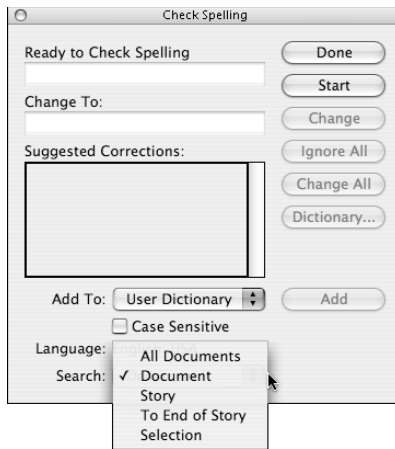 Check Spelling
Ready to Check Spelling
Done
Start
Change To:
Change
Suggested Corrections:
Ignore All
Change All
Dictionary...
Add To: User Dictionary
Add
Case Sensitive
Language:
All Documents
Search: ✓ Document
Story
To End of Story
Selection